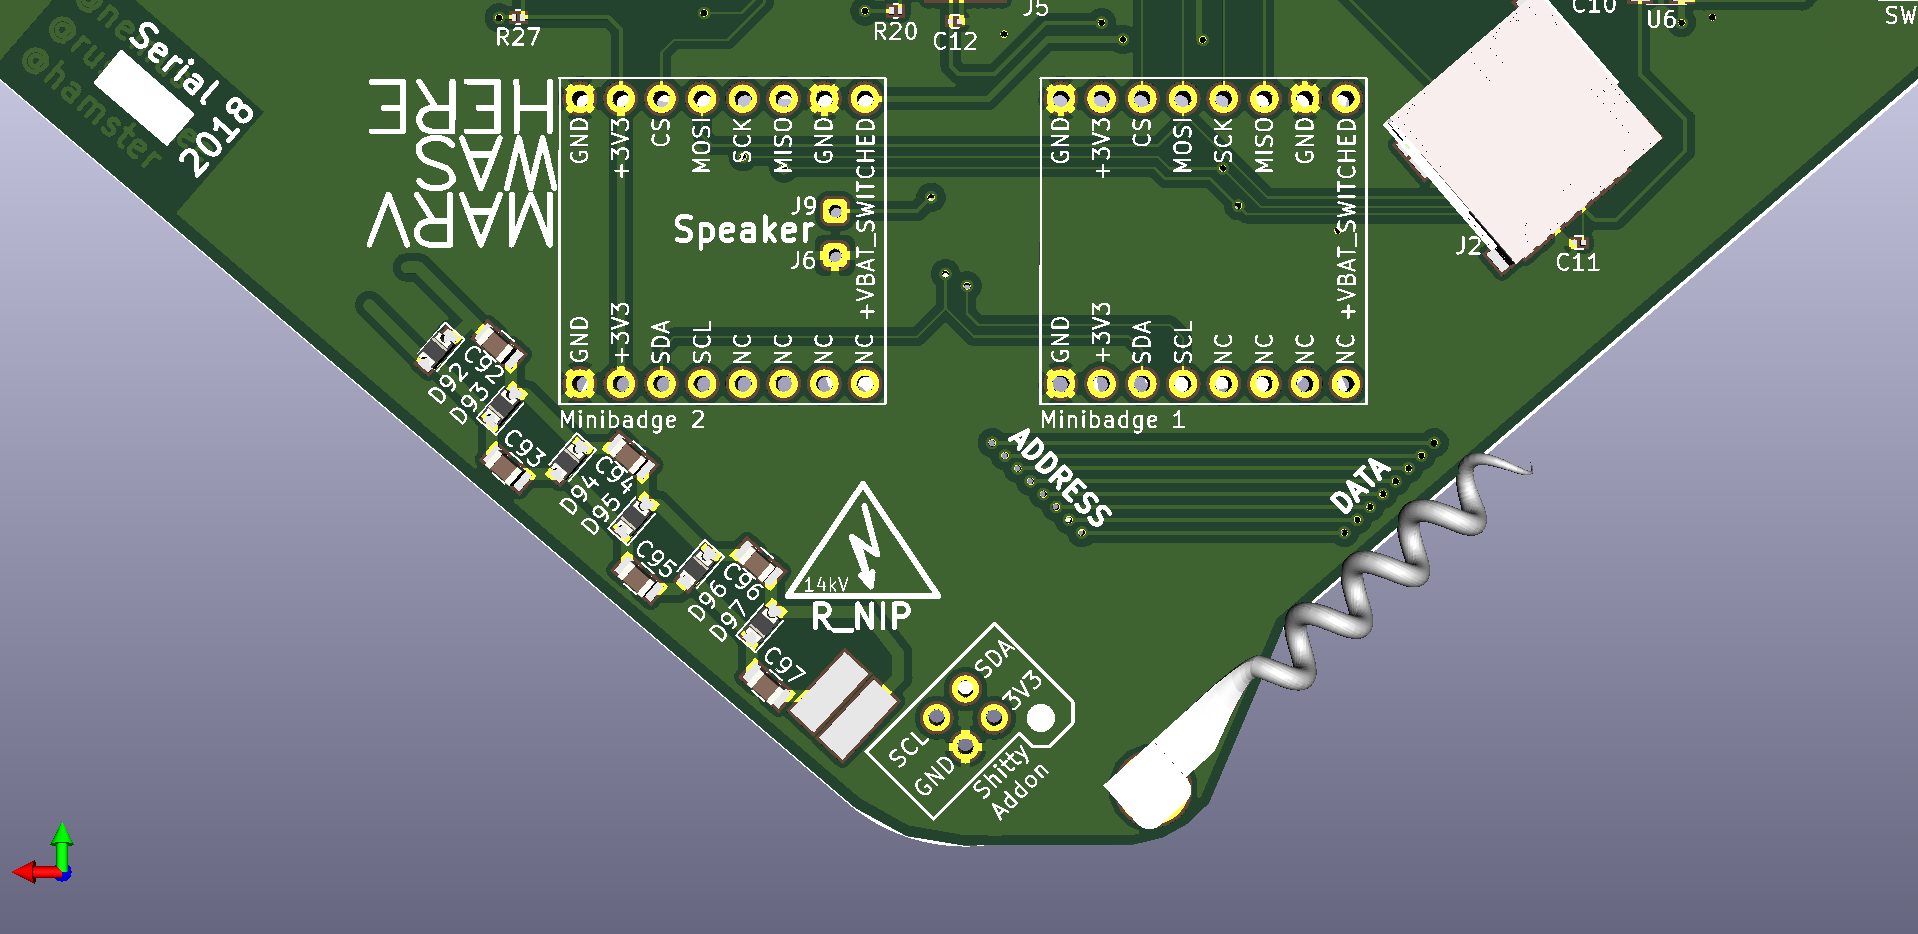 R27
R20
C12
J5
C10
U6
SW
@ne
@ru
@hamster
Serial 8
2018
HERE
WAS
MARV
GND
+3V3
CS
MOSI
SCK
MISO
GND
+VBAT_SWITCHED
J9
Speaker
J6
GND
+3V3
SDA
SCL
NC
NC
NC
NC
Minibadge 2
GND
+3V3
CS
MOSI
SCK
MISO
GND
+VBAT_SWITCHED
GND
+3V3
SDA
SCL
NC
NC
NC
NC
Minibadge 1
J2
C11
C92
D92
D93
C93
C94
D94
D95
C95
C96
D96
D97
C97
ADDRESS
DATA
14kV
R_NIP
SDA
3V3
SCL
GND
Shitty
Addon